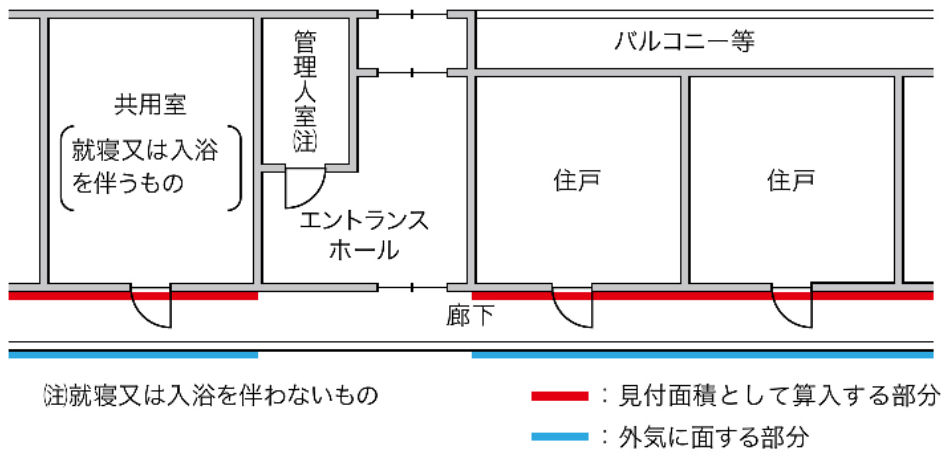 共用室
就寝又は入浴
を伴うもの
管理人室㊟
エントランス
ホール
バルコニー等
住戸
住戸
廊下
(注)就寝又は入浴を伴わないもの
:見付面積として算入する部分
:外気に面する部分